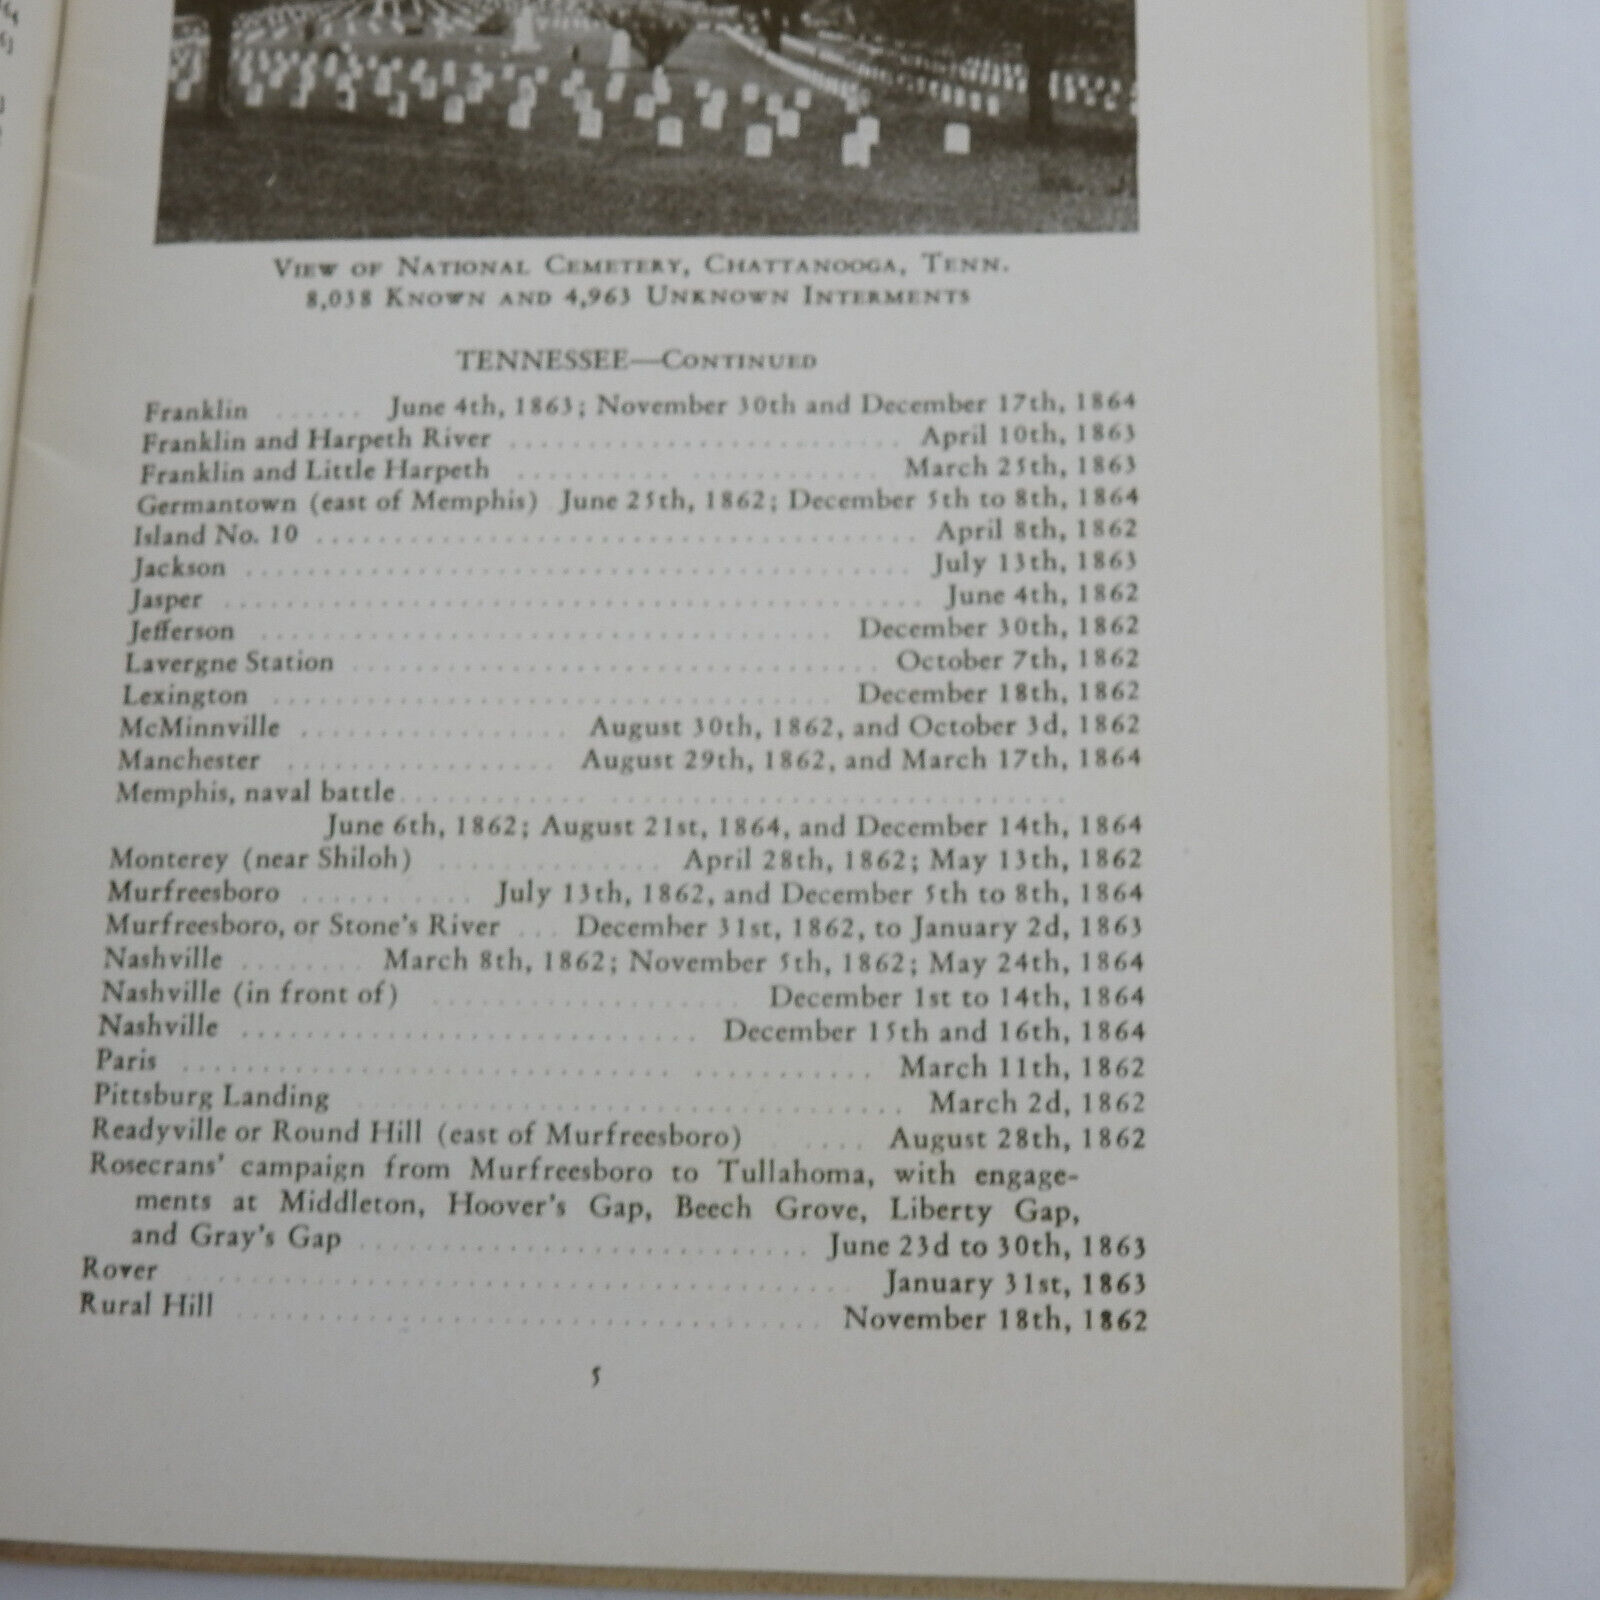 VIEW OF NATIONAL CEMETERY, CHATTANOOGA, TENN.
8,038 KNOWN AND 4,963 UNKNOWN INTERMENTS
TENNESSEE—CONTINUED
Franklin ...... June 4th, 1863; November 30th and December 17th, 1864
Franklin and Harpeth River ........................ April 10th, 1863
Franklin and Little Harpeth ...................... March 25th, 1863
Germantown (east of Memphis) June 25th, 1862; December 5th to 8th, 1864
Island No. 10 ...................................... April 8th, 1862
Jackson .......................................... July 13th, 1863
Jasper ............................................ June 4th, 1862
Jefferson .................................... December 30th, 1862
Lavergne Station ................................ October 7th, 1862
Lexington .................................... December 18th, 1862
McMinnville ................. August 30th, 1862, and October 3d, 1862
Manchester ................. August 29th, 1862, and March 17th, 1864
Memphis, naval battle..........................................
June 6th, 1862; August 21st, 1864, and December 14th, 1864
Monterey (near Shiloh) .............. April 28th, 1862; May 13th, 1862
Murfreesboro ........... July 13th, 1862, and December 5th to 8th, 1864
Murfreesboro, or Stone's River ... December 31st, 1862, to January 2d, 1863
Nashville ........ March 8th, 1862; November 5th, 1862; May 24th, 1864
Nashville (in front of) .................... December 1st to 14th, 1864
Nashville ............................. December 15th and 16th, 1864
Paris ........................................... March 11th, 1862
Pittsburg Landing ................................... March 2d, 1862
Readyville or Round Hill (east of Murfreesboro) .... August 28th, 1862
Rosecrans' campaign from Murfreesboro to Tullahoma, with engage-
ments at Middleton, Hoover's Gap, Beech Grove, Liberty Gap,
and Gray's Gap ............................ June 23d to 30th, 1863
Rover .......................................... January 31st, 1863
Rural Hill ..................................... November 18th, 1862
5